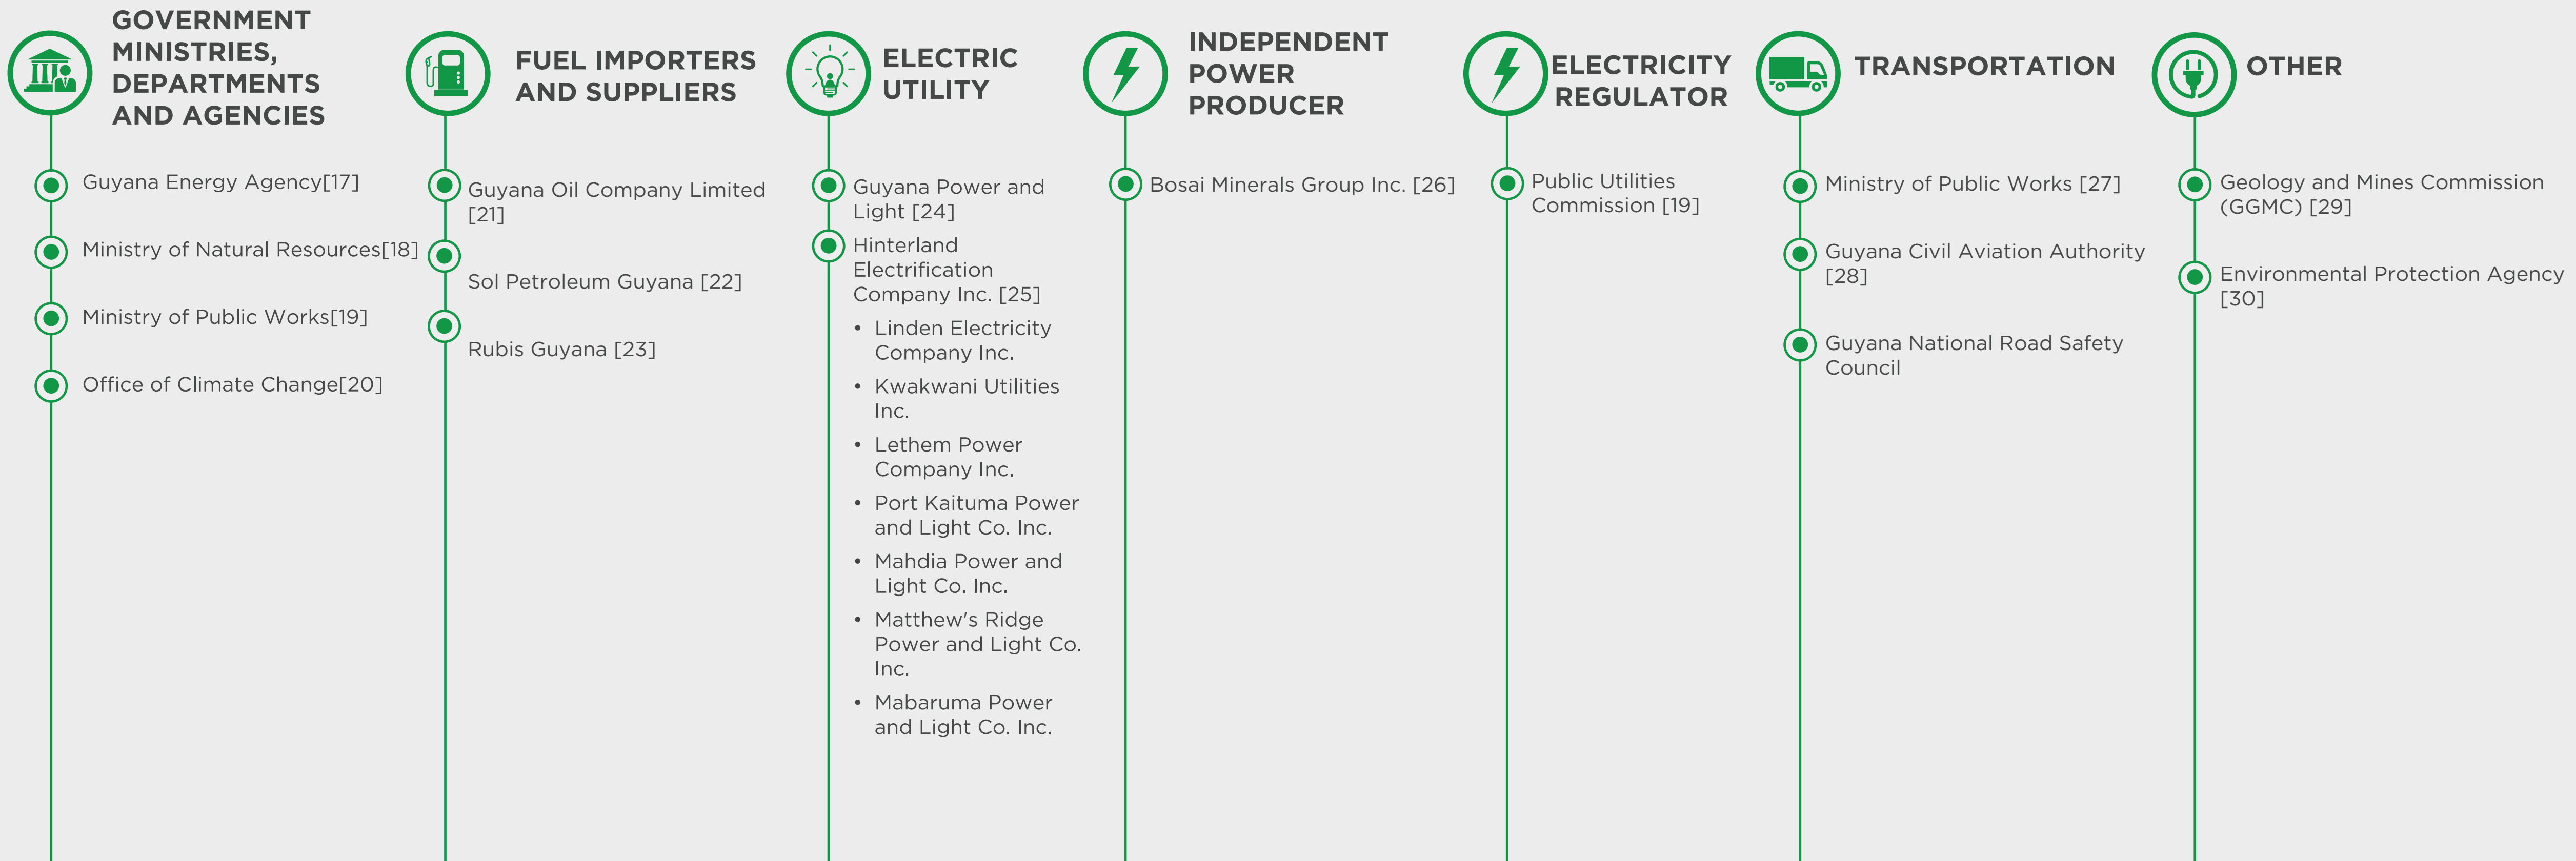 GOVERNMENT
MINISTRIES,
DEPARTMENTS
AND AGENCIES
Guyana Energy Agency[17]
Ministry of Natural Resources[18]
Ministry of Public Works[19]
Office of Climate Change[20]
FUEL IMPORTERS
AND SUPPLIERS
Guyana Oil Company Limited
[21]
Sol Petroleum Guyana [22]
Rubis Guyana [23]
ELECTRIC
UTILITY
Guyana Power and
Light [24]
Hinterland
Electrification
Company Inc. [25]
• Linden Electricity
Company Inc.
• Kwakwani Utilities
Inc.
• Lethem Power
Company Inc.
• Port Kaituma Power
and Light Co. Inc.
• Mahdia Power and
Light Co. Inc.
• Matthew's Ridge
Power and Light Co.
Inc.
• Mabaruma Power
and Light Co. Inc.
INDEPENDENT
POWER
PRODUCER
Bosai Minerals Group Inc. [26]
ELECTRICITY
REGULATOR
Public Utilities
Commission [19]
TRANSPORTATION
Ministry of Public Works [27]
Guyana Civil Aviation Authority
[28]
Guyana National Road Safety
Council
OTHER
Geology and Mines Commission
(GGMC) [29]
Environmental Protection Agency
[30]